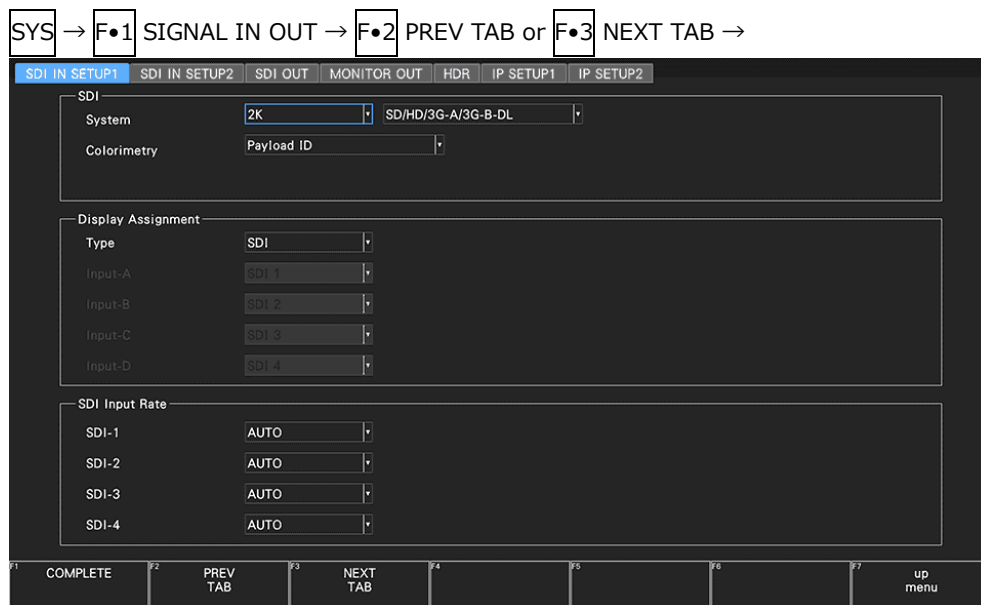 SYS → F•1 SIGNAL IN OUT → F•2 PREV TAB or F•3 NEXT TAB →
SDI IN SETUP1 SDI IN SETUP2 SDI OUT MONITOR OUT HDR IP SETUP1 IP SETUP2
SDI
System 2K SD/HD/3G-A/3G-B-DL
Colorimetry Payload ID
Display Assignment
Type SDI
Input-A SDI 1
Input-B SDI 2
Input-C SDI 3
Input-D SDI 4
SDI Input Rate
SDI-1 AUTO
SDI-2 AUTO
SDI-3 AUTO
SDI-4 AUTO
F1 COMPLETE F2 PREV TAB F3 NEXT TAB F4 F5 F6 F7 up menu